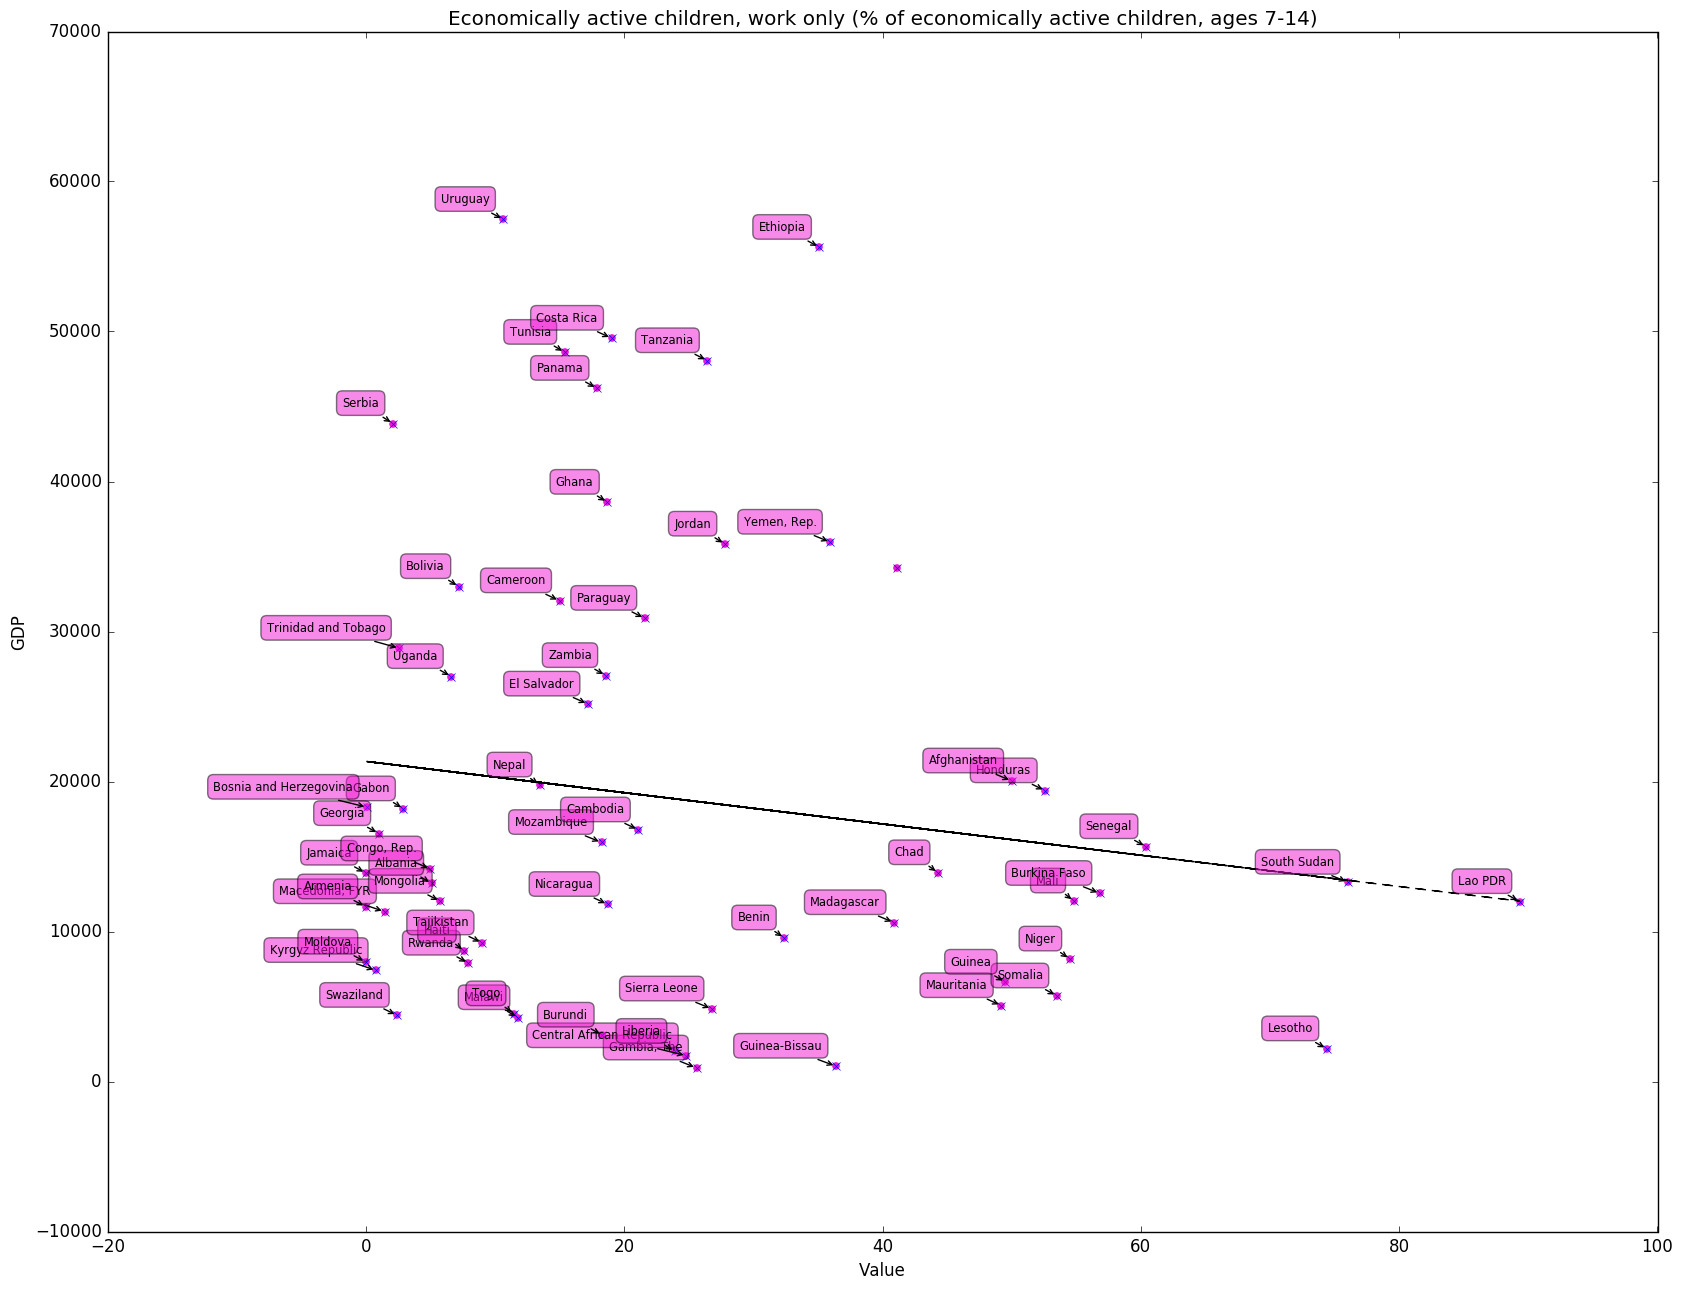 Economically active children, work only (% of economically active children, ages 7-14)
70000
60000
50000
40000
30000
20000
10000
0
−10000
GDP
Uruguay
Ethiopia
Costa Rica
Tunisia
Tanzania
Panama
Serbia
Ghana
Jordan
Yemen, Rep.
Bolivia
Cameroon
Paraguay
Trinidad and Tobago
Uganda
Zambia
El Salvador
Nepal
Afghanistan
Honduras
Bosnia and Herzegovina
Gabon
Georgia
Cambodia
Mozambique
Senegal
Congo, Rep.
Jamaica
Albania
Chad
South Sudan
Mongolia
Armenia
Macedonia, FYR
Nicaragua
Burkina Faso
Mali
Lao PDR
Madagascar
Tajikistan
Haiti
Rwanda
Benin
Moldova
Kyrgyz Republic
Niger
Guinea
Somalia
Mauritania
Swaziland
Togo
Malawi
Sierra Leone
Burundi
Central African Republic
Liberia
Gambia, The
Guinea-Bissau
Lesotho
−20
0
20
40
60
80
100
Value